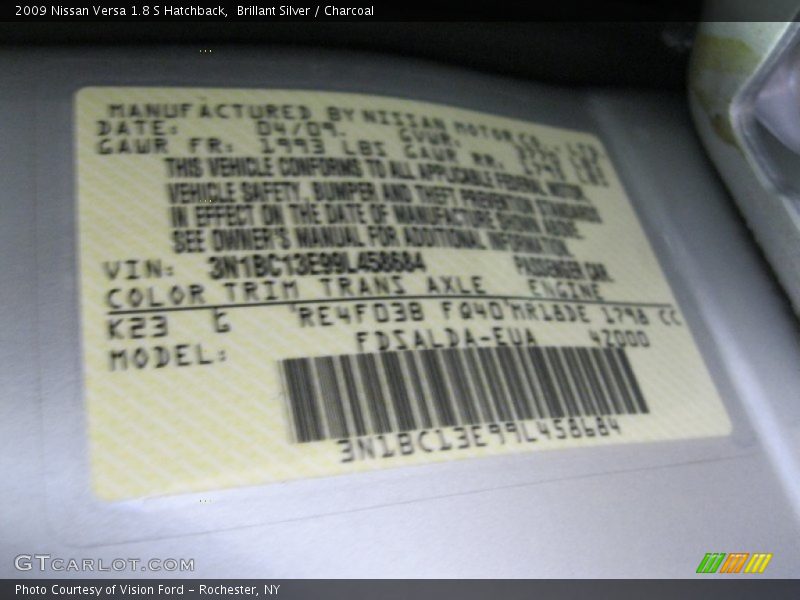 2009 Nissan Versa 1.8 S Hatchback,  Brillant Silver / Charcoal
MANUFACTURED BY NISSAN MOTOR CO., LTD.
DATE: 04/09. GVWR:
GAWR FR: 1993 LBS GAWR RR. LBS
THIS VEHICLE CONFORMS TO ALL APPLICABLE FEDERAL MOTOR
VEHICLE SAFETY, BUMPER AND THEFT PREVENTION STANDARDS
IN EFFECT ON THE DATE OF MANUFACTURE SHOWN ABOVE.
SEE OWNER'S MANUAL FOR ADDITIONAL INFORMATION.
VIN: 3N1BC13E99L458684 PASSENGER CAR.
COLOR TRIM TRANS AXLE ENGINE
K23 G RE4F03B FQ40 MR18DE 1798 CC
FDSALDA-EUA 42000
MODEL:
3N1BC13E99L458684
GTCARLOT.COM
Photo Courtesy of Vision Ford – Rochester, NY